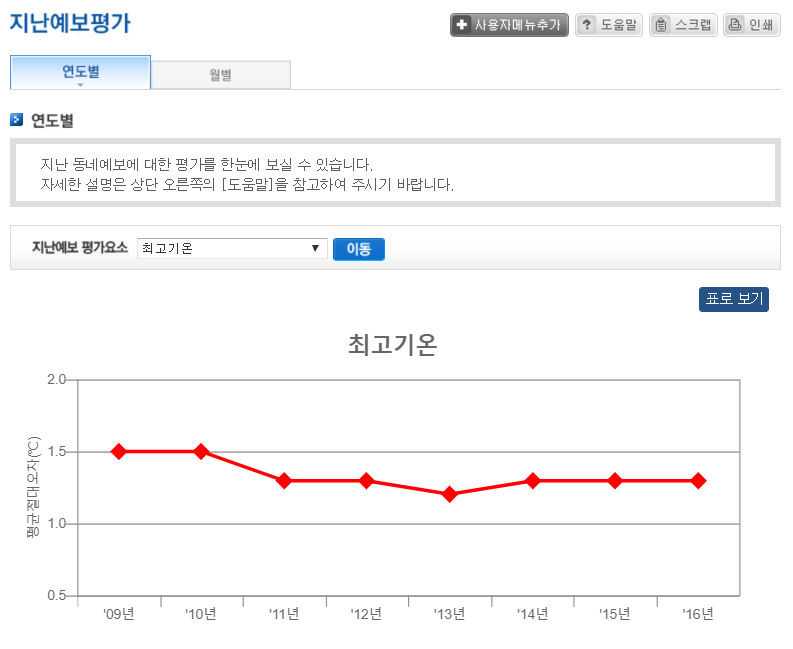 지난예보평가
사용자메뉴추가 ? 도움말 스크랩 인쇄
연도별 월별
연도별
지난 동네예보에 대한 평가를 한눈에 보실 수 있습니다.
자세한 설명은 상단 오른쪽의 [도움말]을 참고하여 주시기 바랍니다.
지난예보 평가요소 최고기온 이동
표로 보기
최고기온
평균절대오차(℃)
2.0
1.5
1.0
0.5
'09년 '10년 '11년 '12년 '13년 '14년 '15년 '16년